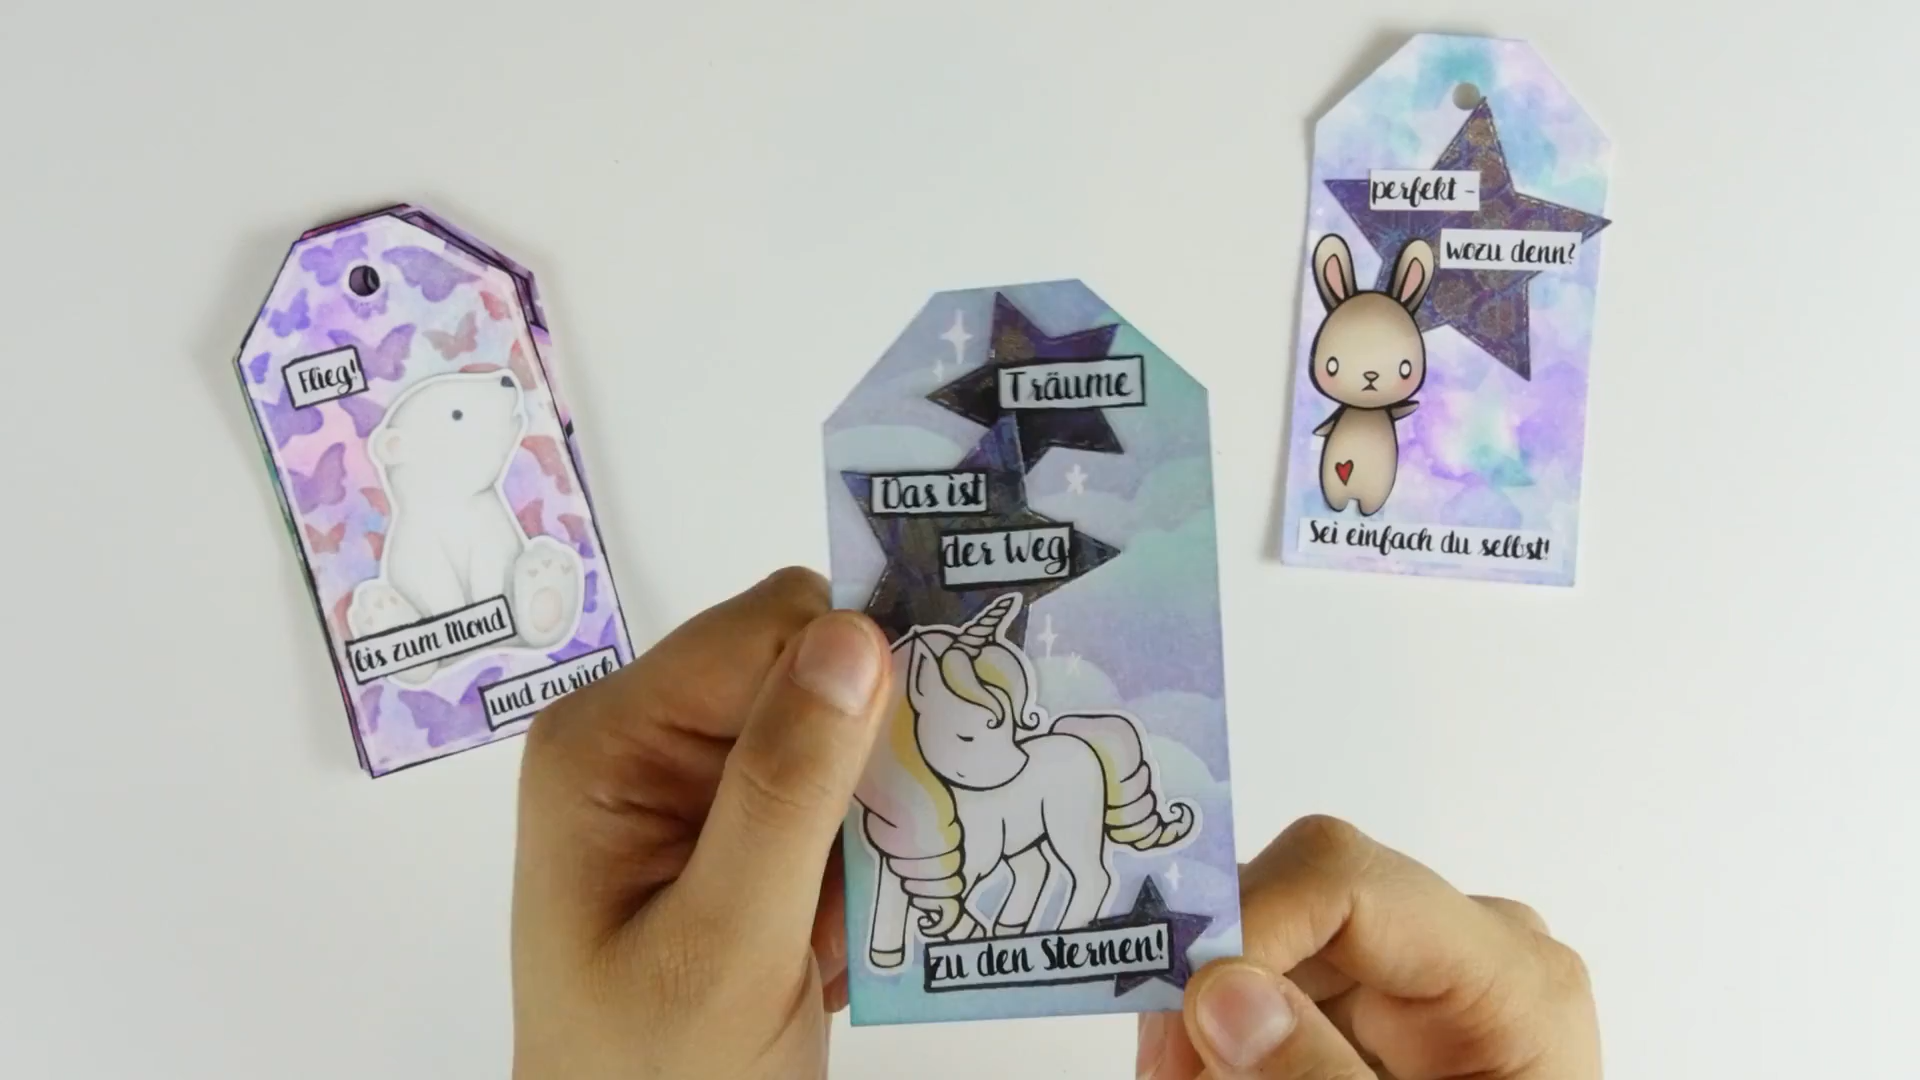 Flieg!
bis zum Mond
und zurück
Träume
Das ist
der Weg
zu den Sternen!
perfekt -
wozu denn?
Sei einfach du selbst!